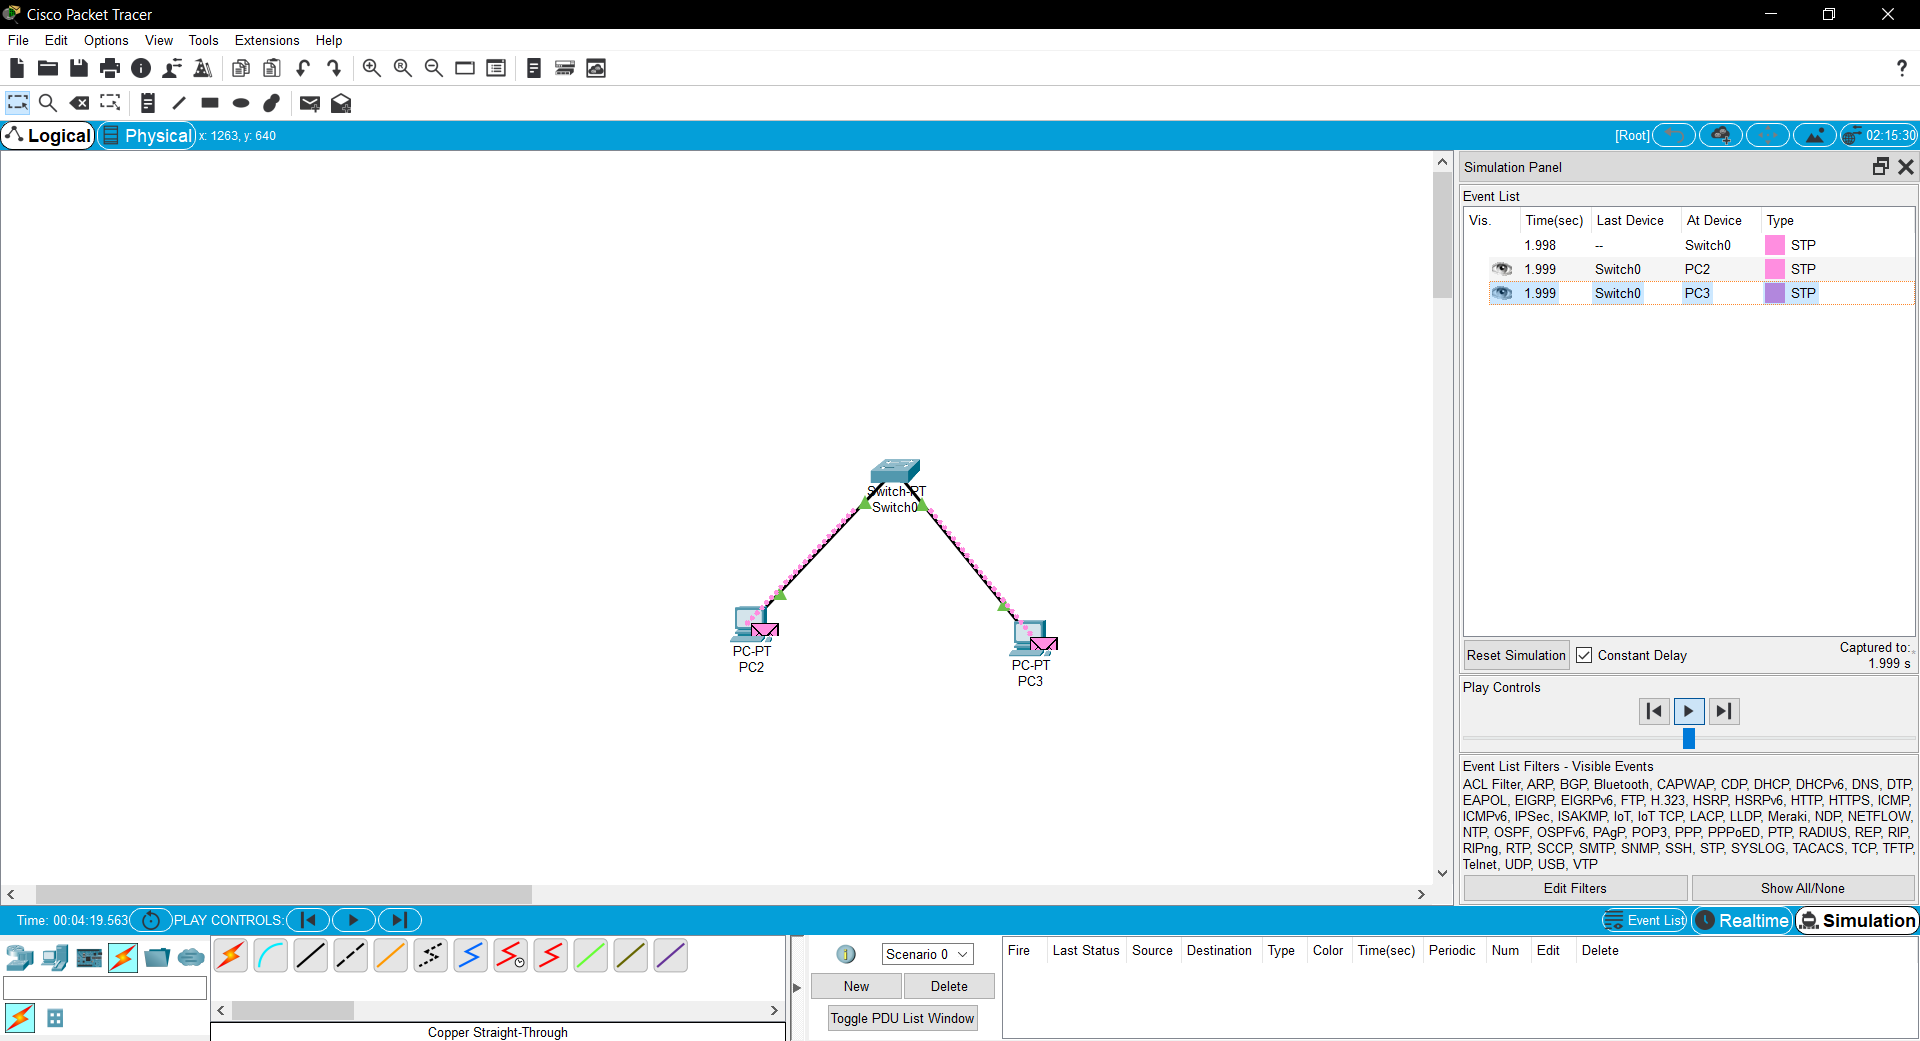 Cisco Packet Tracer
File Edit Options View Tools Extensions Help
?
Logical Physical x: 1263, y: 640 [Root] 02:15:30
Simulation Panel
Event List
Vis. Time(sec) Last Device At Device Type
1.998 -- Switch0 STP
1.999 Switch0 PC2 STP
1.999 Switch0 PC3 STP
Switch-PT
Switch0
PC-PT
PC2
PC-PT
PC3
Reset Simulation Constant Delay Captured to:
1.999 s
Play Controls
Event List Filters - Visible Events
ACL Filter, ARP, BGP, Bluetooth, CAPWAP, CDP, DHCP, DHCPv6, DNS, DTP,
EAPOL, EIGRP, EIGRPv6, FTP, H.323, HSRP, HSRPv6, HTTP, HTTPS, ICMP,
ICMPv6, IPSec, ISAKMP, IoT, IoT TCP, LACP, LLDP, Meraki, NDP, NETFLOW,
NTP, OSPF, OSPFv6, PAgP, POP3, PPP, PPPoED, PTP, RADIUS, REP, RIP,
RIPng, RTP, SCCP, SMTP, SNMP, SSH, STP, SYSLOG, TACACS, TCP, TFTP,
Telnet, UDP, USB, VTP
Edit Filters Show All/None
Time: 00:04:19.563 PLAY CONTROLS: Event List Realtime Simulation
Scenario 0
New Delete
Toggle PDU List Window
Fire Last Status Source Destination Type Color Time(sec) Periodic Num Edit Delete
Copper Straight-Through